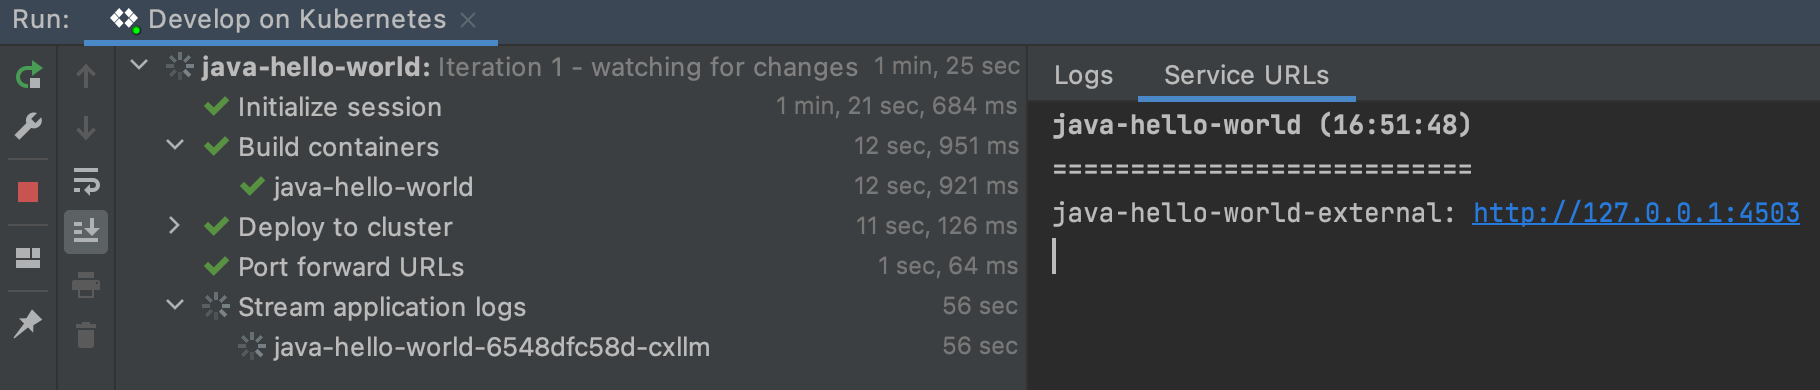 Run: Develop on Kubernetes
java-hello-world: Iteration 1 - watching for changes 1 min, 25 sec
Initialize session 1 min, 21 sec, 684 ms
Build containers 12 sec, 951 ms
java-hello-world 12 sec, 921 ms
Deploy to cluster 11 sec, 126 ms
Port forward URLs 1 sec, 64 ms
Stream application logs 56 sec
java-hello-world-6548dfc58d-cxllm 56 sec
Logs Service URLs
java-hello-world (16:51:48)
===========================
java-hello-world-external: http://127.0.0.1:4503